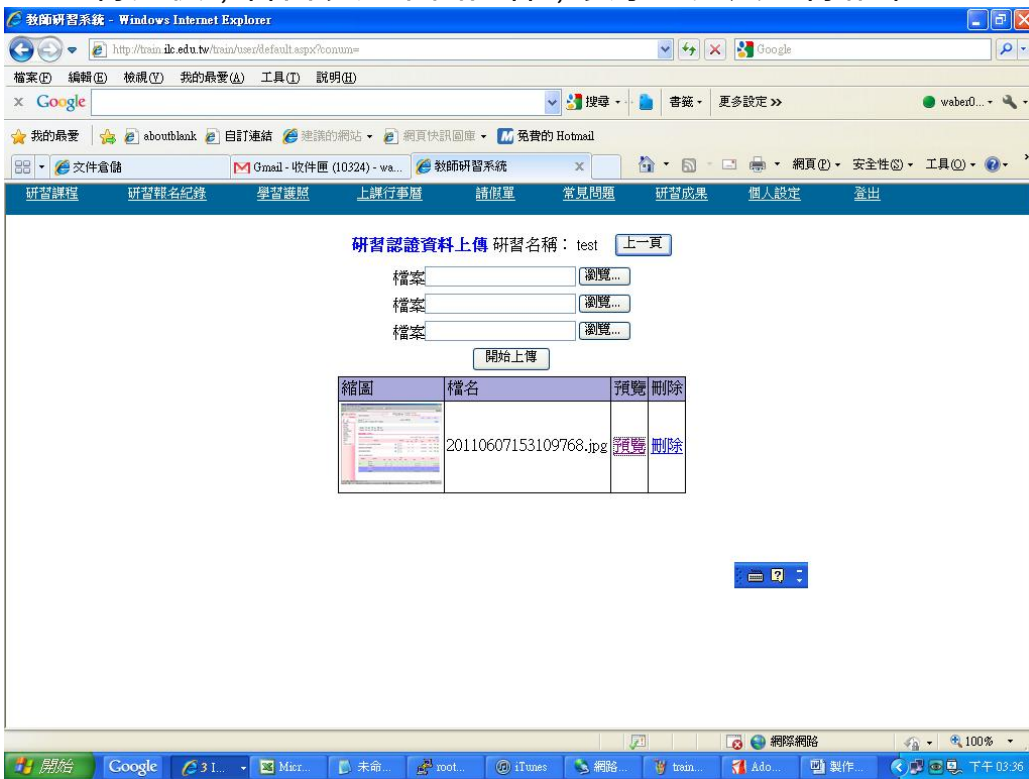 教師研習系統 - Windows Internet Explorer
http://train.ilc.edu.tw/train/user/default.aspx?conum=
Google
檔案(F) 編輯(E) 檢視(V) 我的最愛(A) 工具(T) 說明(H)
x Google 搜尋 書籤 更多設定 >> waber0...
我的最愛 aboutblank 自訂連結 建議的網站 網頁快訊圖庫 免費的 Hotmail
交件倉儲 Gmail - 收件匣 (10324) - wa... 教師研習系統 x 網頁(P) 安全性(S) 工具(O)
研習課程 研習報名紀錄 學習護照 上課行事曆 請假單 常見問題 研習成果 個人設定 登出
研習認證資料上傳 研習名稱： test 上一頁
檔案 瀏覽...
檔案 瀏覽...
檔案 瀏覽...
開始上傳
縮圖 檔名 預覽 刪除
20110607153109768.jpg 預覽 刪除
網際網路 100%
開始 Google 3 I... Micr... 未命... root... iTunes 網路... train... Ado... 製作... 下午 03:36